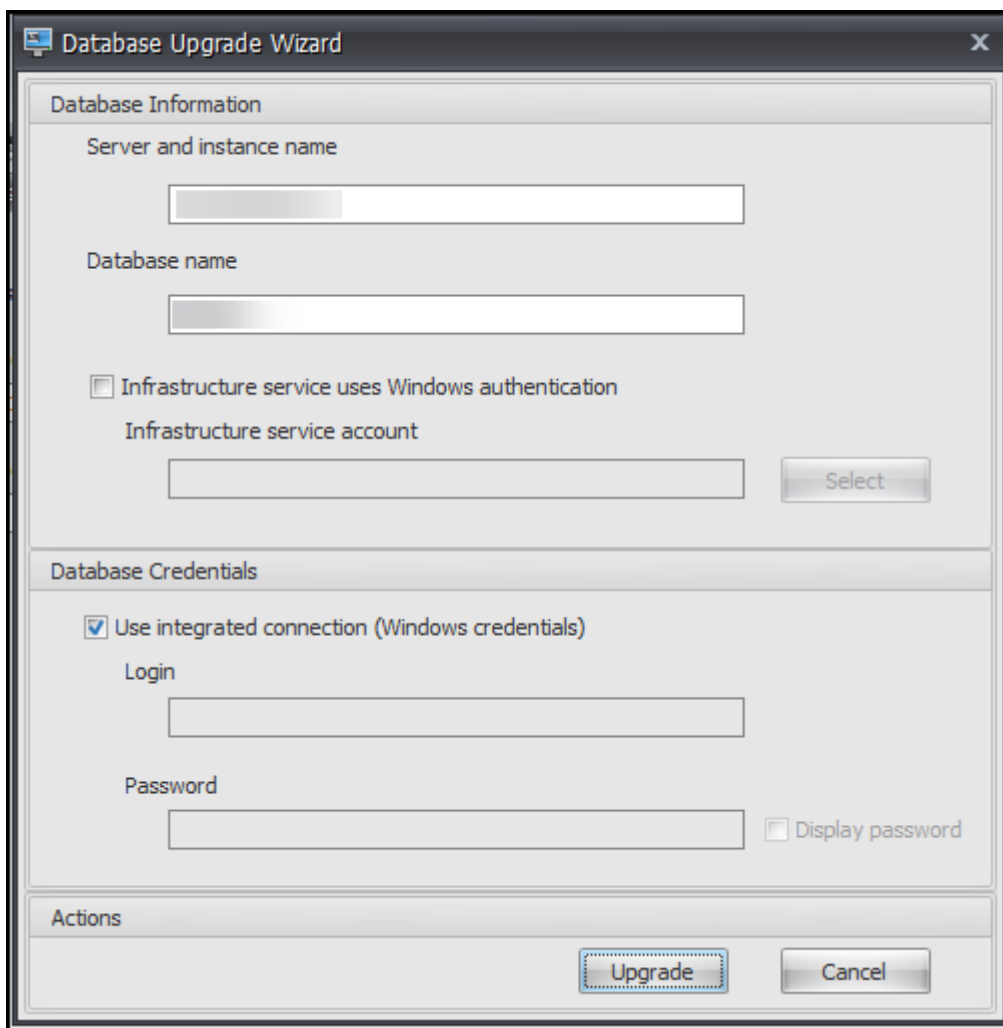 Database Upgrade Wizard
x
Database Information
Server and instance name
Database name
Infrastructure service uses Windows authentication
Infrastructure service account
Select
Database Credentials
Use integrated connection (Windows credentials)
Login
Password
Display password
Actions
Upgrade Cancel